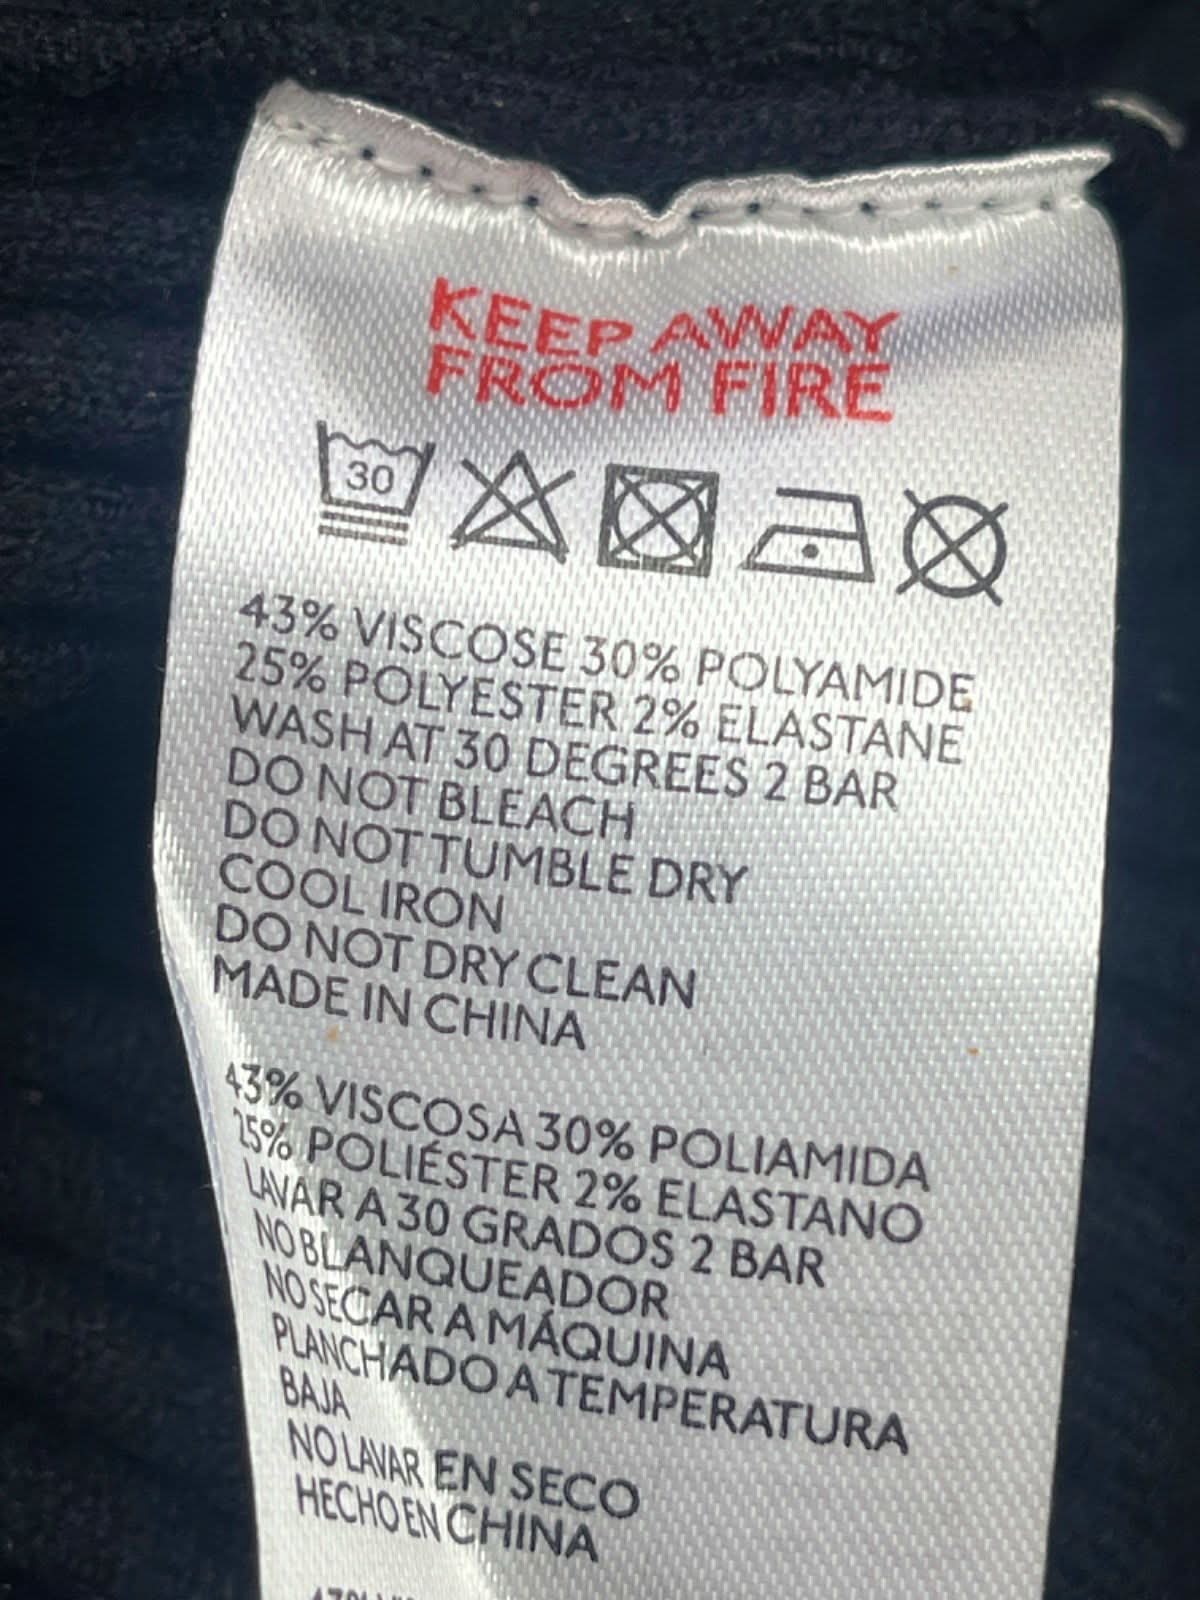 KEEP AWAY
FROM FIRE
30
43% VISCOSE 30% POLYAMIDE
25% POLYESTER 2% ELASTANE
WASH AT 30 DEGREES 2 BAR
DO NOT BLEACH
DO NOT TUMBLE DRY
COOL IRON
DO NOT DRY CLEAN
MADE IN CHINA
43% VISCOSA 30% POLIAMIDA
25% POLIÉSTER 2% ELASTANO
LAVAR A 30 GRADOS 2 BAR
NO BLANQUEADOR
NO SECAR A MÁQUINA
PLANCHADO A TEMPERATURA
BAJA
NO LAVAR EN SECO
HECHO EN CHINA